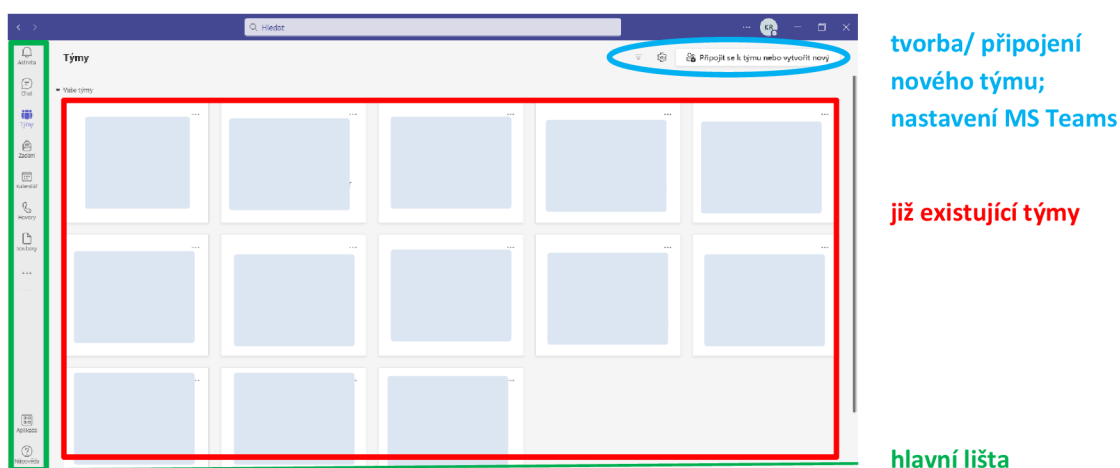 Hledat
KR
Aktivita
Týmy
Připojit se k týmu nebo vytvořit nový
Chat
Vaše týmy
Týmy
Zadání
Kalendář
Hovory
Soubory
Aplikace
Nápověda
tvorba/ připojení
nového týmu;
nastavení MS Teams
již existující týmy
hlavní lišta